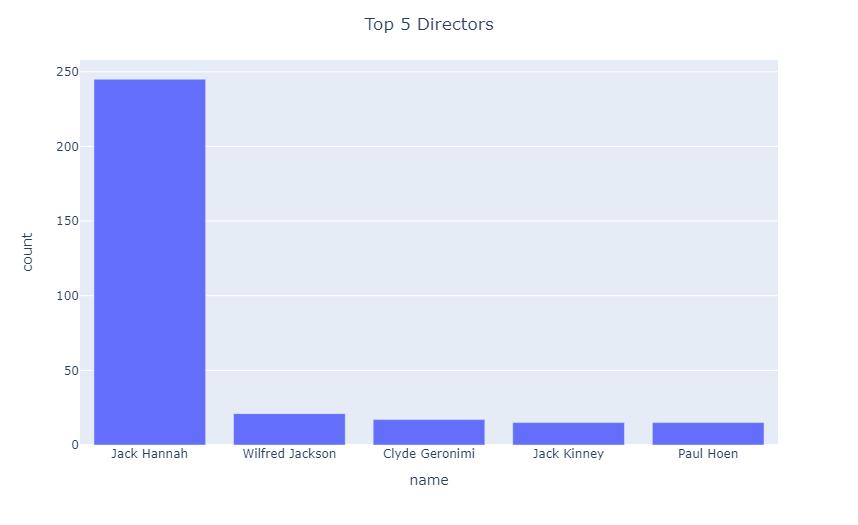 Top 5 Directors
250
200
150
100
50
0
count
Jack Hannah
Wilfred Jackson
Clyde Geronimi
Jack Kinney
Paul Hoen
name